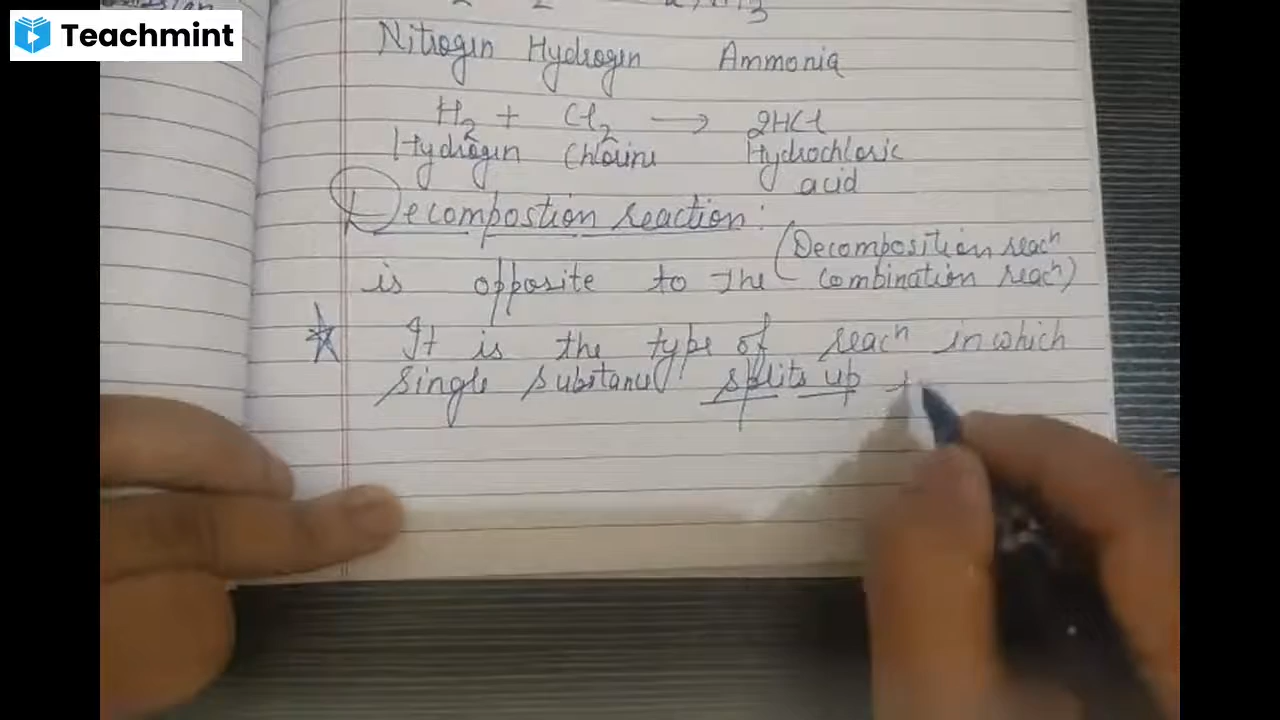 Teachmint
Nitrogen Hydrogen Ammonia
H2 + Cl2 → 2HCl
Hydrogen Chlorine Hydrochloric
acid
Decompostion reaction:
(Decomposition reacn
is opposite to the combination reacn)
It is the type of reacn in which
single substance splits up